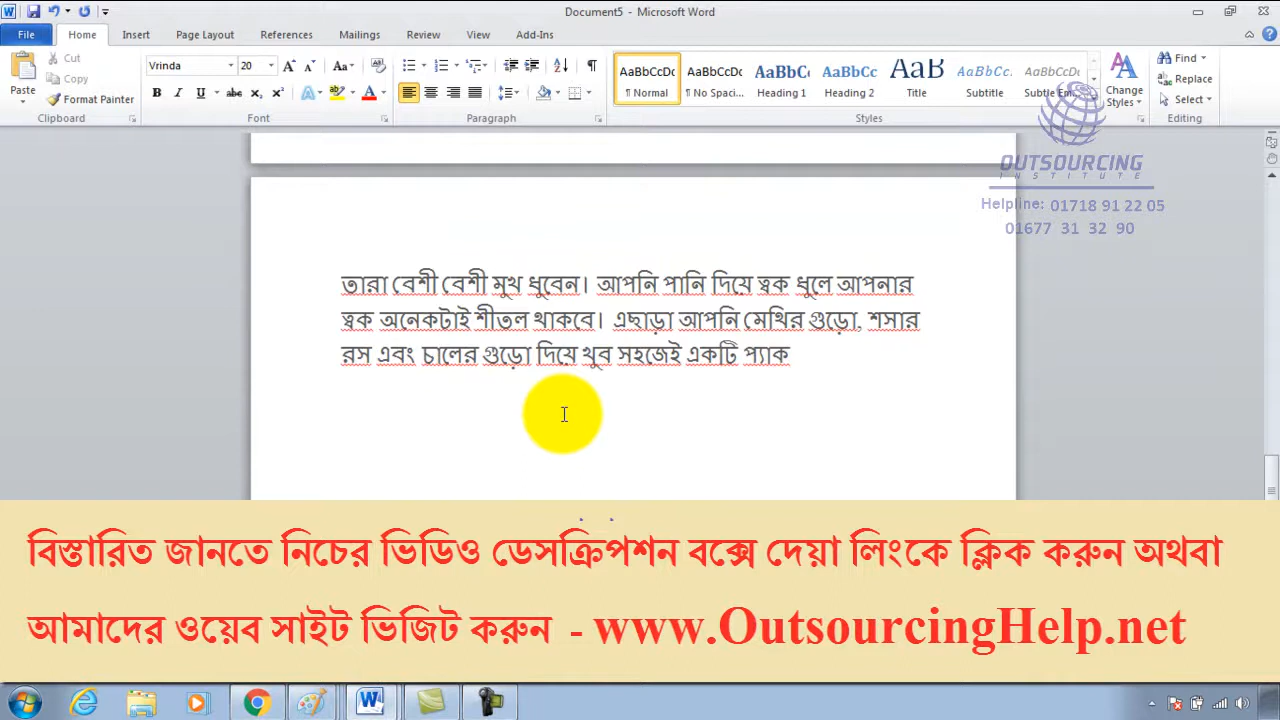 Document5 - Microsoft Word
File Home Insert Page Layout References Mailings Review View Add-Ins
Paste
Cut
Copy
Format Painter
Clipboard
Vrinda 20
Font
Paragraph
AaBbCcDc AaBbCcDc AaBbC AaBbCc AaB AaBbCc. AaBbCcDc
¶ Normal ¶ No Spaci... Heading 1 Heading 2 Title Subtitle Subtle Em...
Styles
Change
Styles
Find
Replace
Select
Editing
OUTSOURCING
INSTITUTE
Helpline: 01718 91 22 05
01677 31 32 90
তারা বেশী বেশী মুখ ধুবেন। আপনি পানি দিযে ত্বক ধুলে আপনার
ত্বক অনেকটাই শীতল থাকবে। এছাড়া আপনি মেথির গুড়ো, শসার
রস এবং চালের গুড়ো দিযে খুব সহজেই একটি প্যাক
বিস্তারিত জানতে নিচের ভিডিও ডেসক্রিপশন বক্সে দেয়া লিংকে ক্লিক করুন অথবা
আমাদের ওয়েব সাইট ভিজিট করুন - www.OutsourcingHelp.net